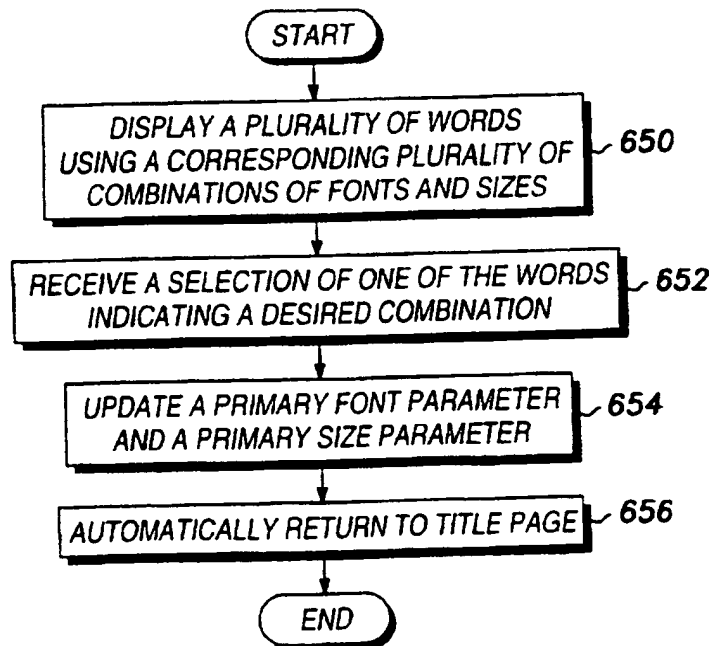 START
DISPLAY A PLURALITY OF WORDS
USING A CORRESPONDING PLURALITY OF
COMBINATIONS OF FONTS AND SIZES
650
RECEIVE A SELECTION OF ONE OF THE WORDS
INDICATING A DESIRED COMBINATION
652
UPDATE A PRIMARY FONT PARAMETER
AND A PRIMARY SIZE PARAMETER
654
AUTOMATICALLY RETURN TO TITLE PAGE
656
END